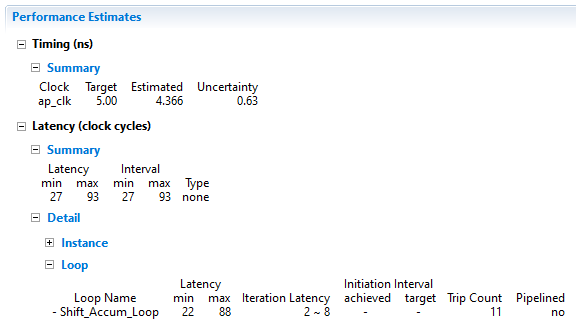 Performance Estimates
Timing (ns)
Summary
Clock Target Estimated Uncertainty
ap_clk 5.00 4.366 0.63
Latency (clock cycles)
Summary
Latency Interval
min max min max Type
27 93 27 93 none
Detail
Instance
Loop
Latency Initiation Interval
Loop Name min max Iteration Latency achieved target Trip Count Pipelined
- Shift_Accum_Loop 22 88 2 ~ 8 - - 11 no